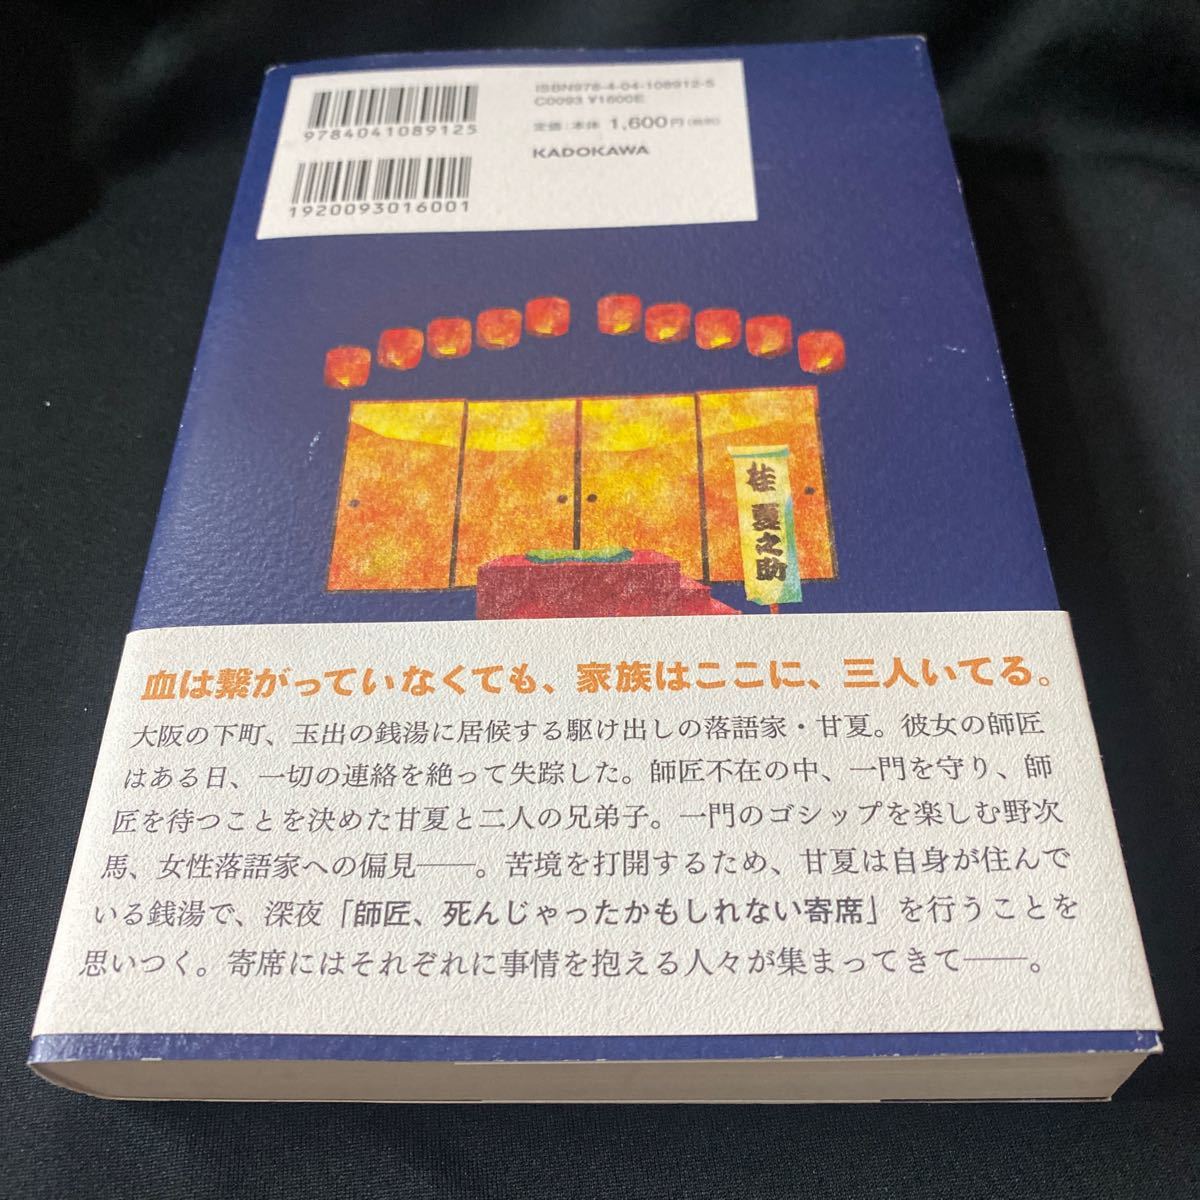 ISBN978-4-04-108912-5
C0093 ¥1600E
定価:本体 1,600円(税別)
KADOKAWA
9784041089125
1920093016001
桂 夏之助
血は繋がっていなくても、家族はここに、三人いてる。
大阪の下町、玉出の銭湯に居候する駆け出しの落語家・甘夏。彼女の師匠
はある日、一切の連絡を絶って失踪した。師匠不在の中、一門を守り、師
匠を待つことを決めた甘夏と二人の兄弟子。一門のゴシップを楽しむ野次
馬、女性落語家への偏見──。苦境を打開するため、甘夏は自身が住んで
いる銭湯で、深夜「師匠、死んじゃったかもしれない寄席」を行うことを
思いつく。寄席にはそれぞれに事情を抱える人々が集まってきて──。